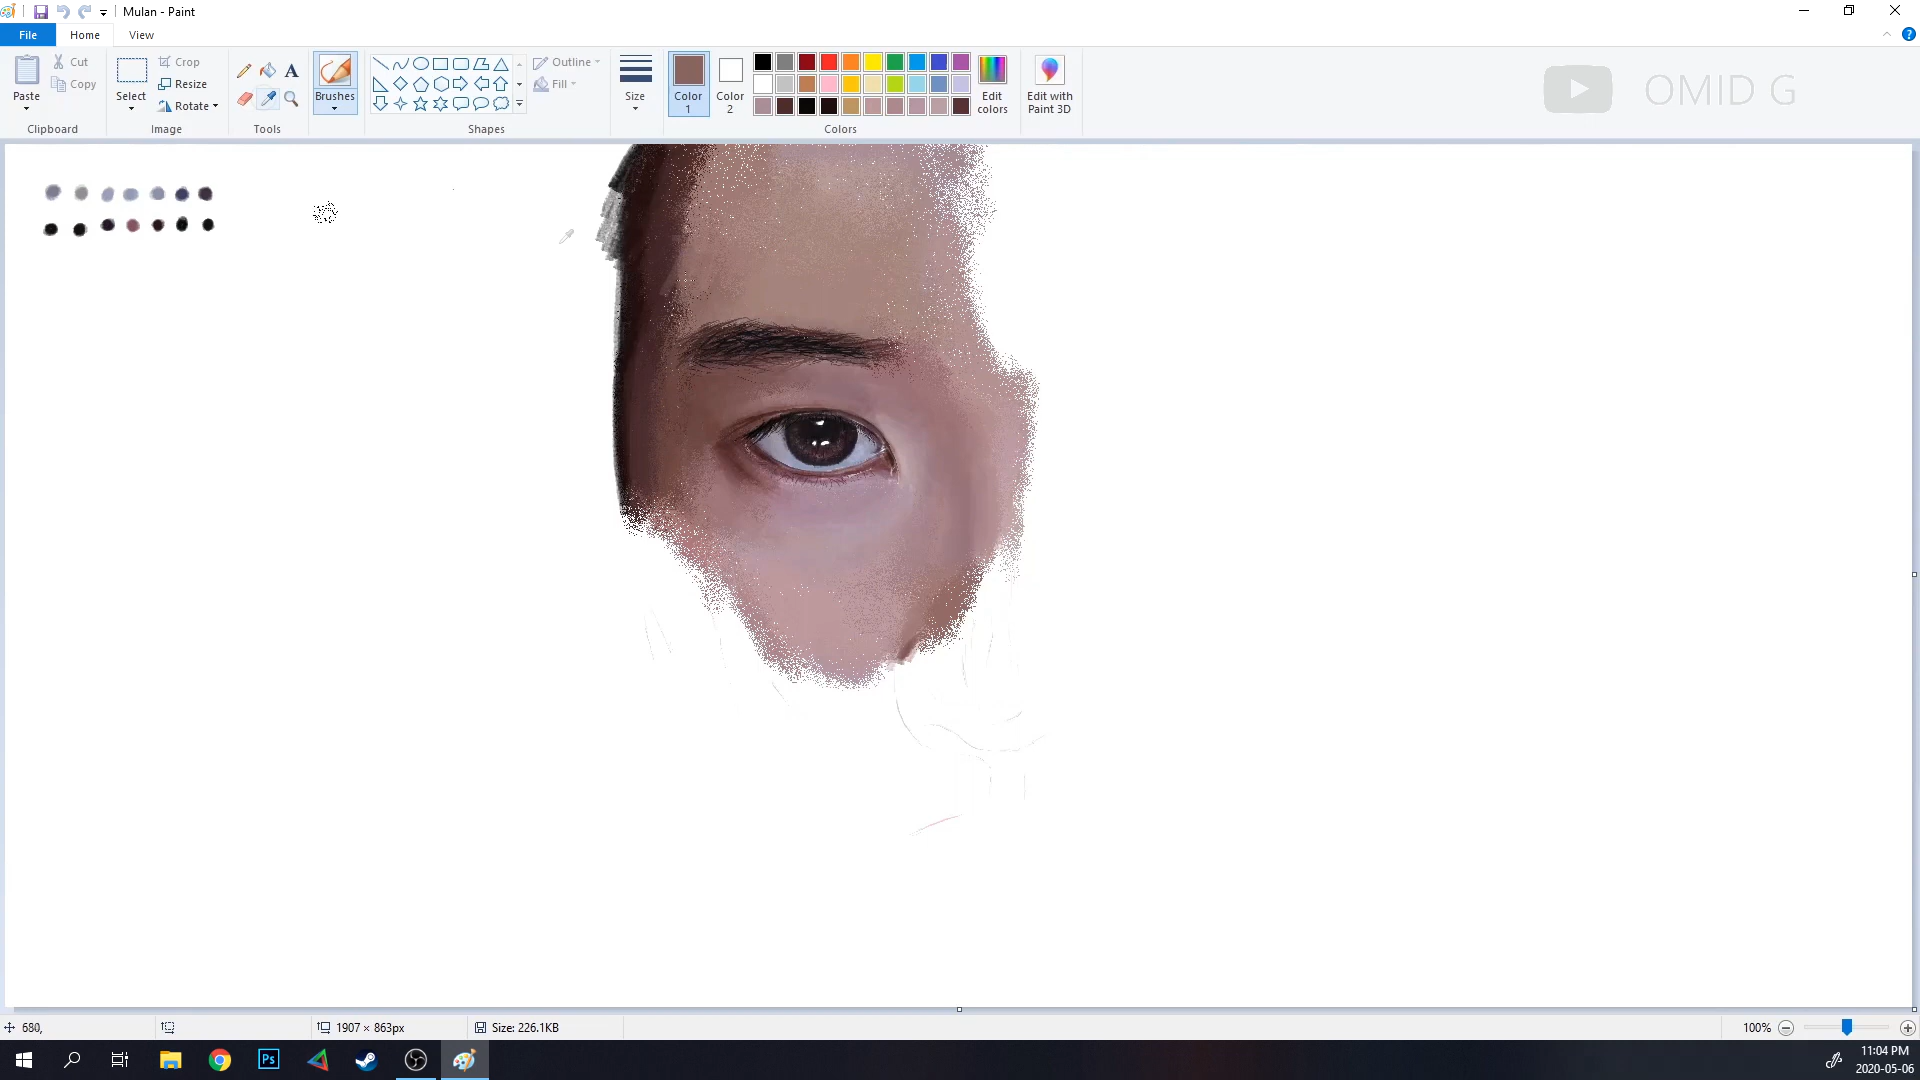 Mulan - Paint
File Home View
Paste
Cut
Copy
Clipboard
Select
Crop
Resize
Rotate
Image
A
Tools
Brushes
Shapes
Outline
Fill
Size
Color 1
Color 2
Edit colors
Colors
Edit with Paint 3D
?
OMID G
680,
1907 × 863px
Size: 226.1KB
100%
Ps
11:04 PM
2020-05-06